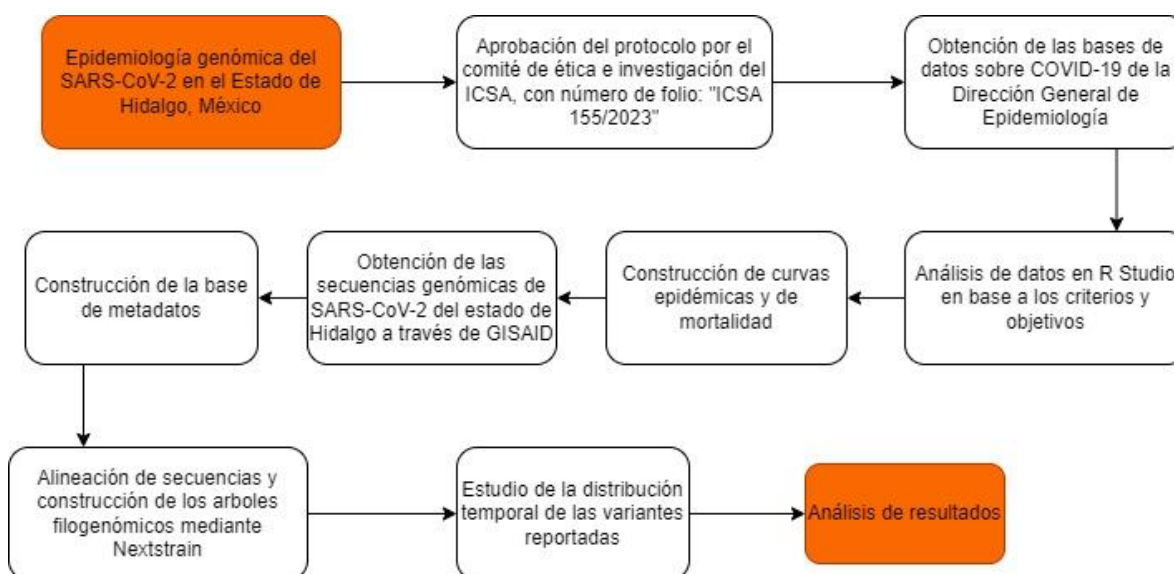 Epidemiología genómica del
SARS-CoV-2 en el Estado de
Hidalgo, México
Aprobación del protocolo por el
comité de ética e investigación del
ICSA, con número de folio: "ICSA
155/2023"
Obtención de las bases de
datos sobre COVID-19 de la
Dirección General de
Epidemiología
Análisis de datos en R Studio
en base a los criterios y
objetivos
Construcción de curvas
epidémicas y de
mortalidad
Obtención de las
secuencias genómicas de
SARS-CoV-2 del estado de
Hidalgo a través de GISAID
Construcción de la base
de metadatos
Alineación de secuencias y
construcción de los arboles
filogenómicos mediante
Nextstrain
Estudio de la distribución
temporal de las variantes
reportadas
Análisis de resultados